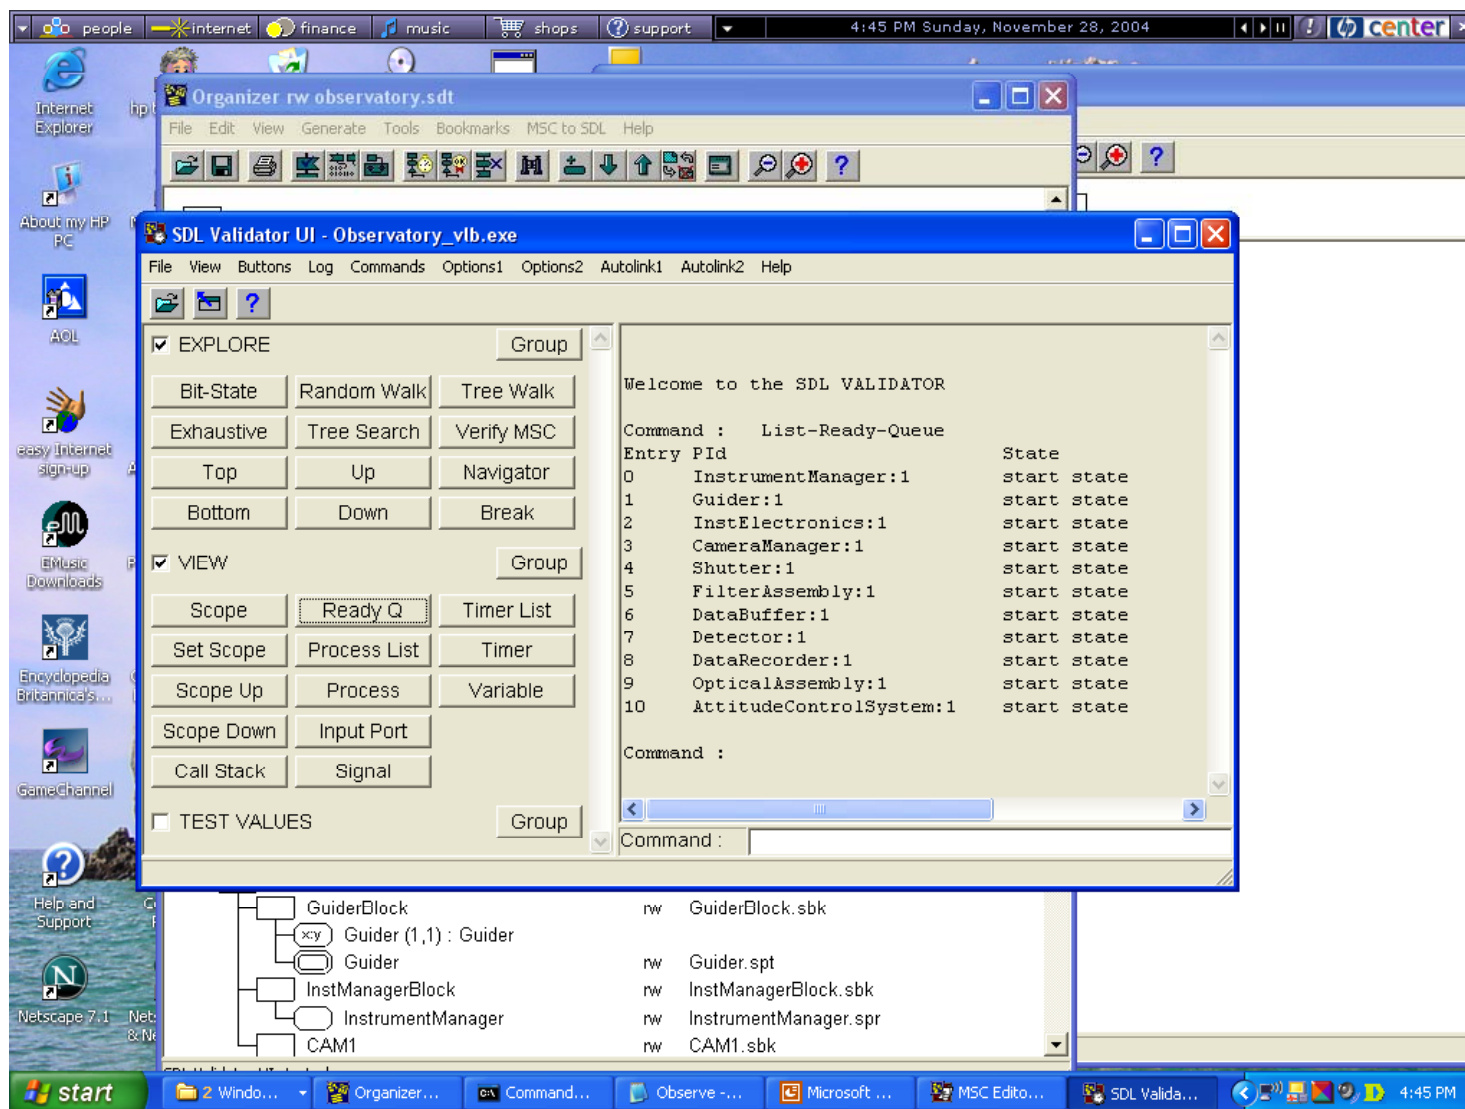 people internet finance music shops support 4:45 PM Sunday, November 28, 2004 hp center
Internet Explorer
hp
About my HP PC
AOL
easy Internet sign-up
EMusic Downloads
Encyclopedia Britannica's...
GameChannel
Help and Support
Netscape 7.1
Organizer rw observatory.sdt
File Edit View Generate Tools Bookmarks MSC to SDL Help
SDL Validator UI - Observatory_vlb.exe
File View Buttons Log Commands Options1 Options2 Autolink1 Autolink2 Help
EXPLORE Group
Bit-State Random Walk Tree Walk
Exhaustive Tree Search Verify MSC
Top Up Navigator
Bottom Down Break
VIEW Group
Scope Ready Q Timer List
Set Scope Process List Timer
Scope Up Process Variable
Scope Down Input Port
Call Stack Signal
TEST VALUES Group
Welcome to the SDL VALIDATOR
Command : List-Ready-Queue
Entry PId State
0 InstrumentManager:1 start state
1 Guider:1 start state
2 InstElectronics:1 start state
3 CameraManager:1 start state
4 Shutter:1 start state
5 FilterAssembly:1 start state
6 DataBuffer:1 start state
7 Detector:1 start state
8 DataRecorder:1 start state
9 OpticalAssembly:1 start state
10 AttitudeControlSystem:1 start state
Command :
Command :
GuiderBlock rw GuiderBlock.sbk
x:y Guider (1,1) : Guider
Guider rw Guider.spt
InstManagerBlock rw InstManagerBlock.sbk
InstrumentManager rw InstrumentManager.spr
CAM1 rw CAM1.sbk
start 2 Windo... Organizer... Command... Observe -... Microsoft ... MSC Edito... SDL Valida... 4:45 PM